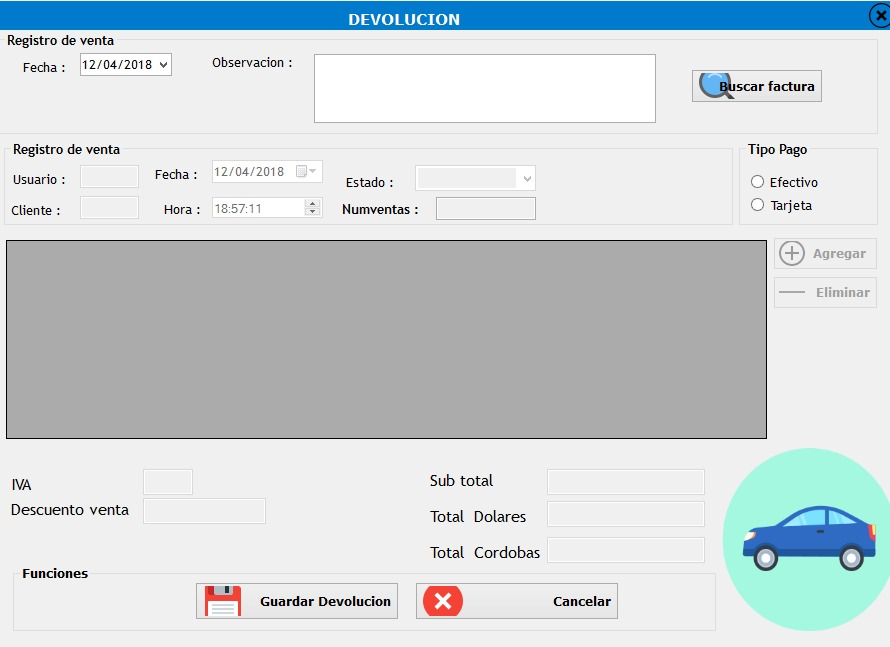 DEVOLUCION
Registro de venta
Fecha : 12/04/2018 Observacion :
Buscar factura
Registro de venta
Usuario : Fecha : 12/04/2018 Estado :
Cliente : Hora : 18:57:11 Numventas :
Tipo Pago
Efectivo
Tarjeta
Agregar
Eliminar
IVA
Descuento venta
Sub total
Total Dolares
Total Cordobas
Funciones
Guardar Devolucion Cancelar